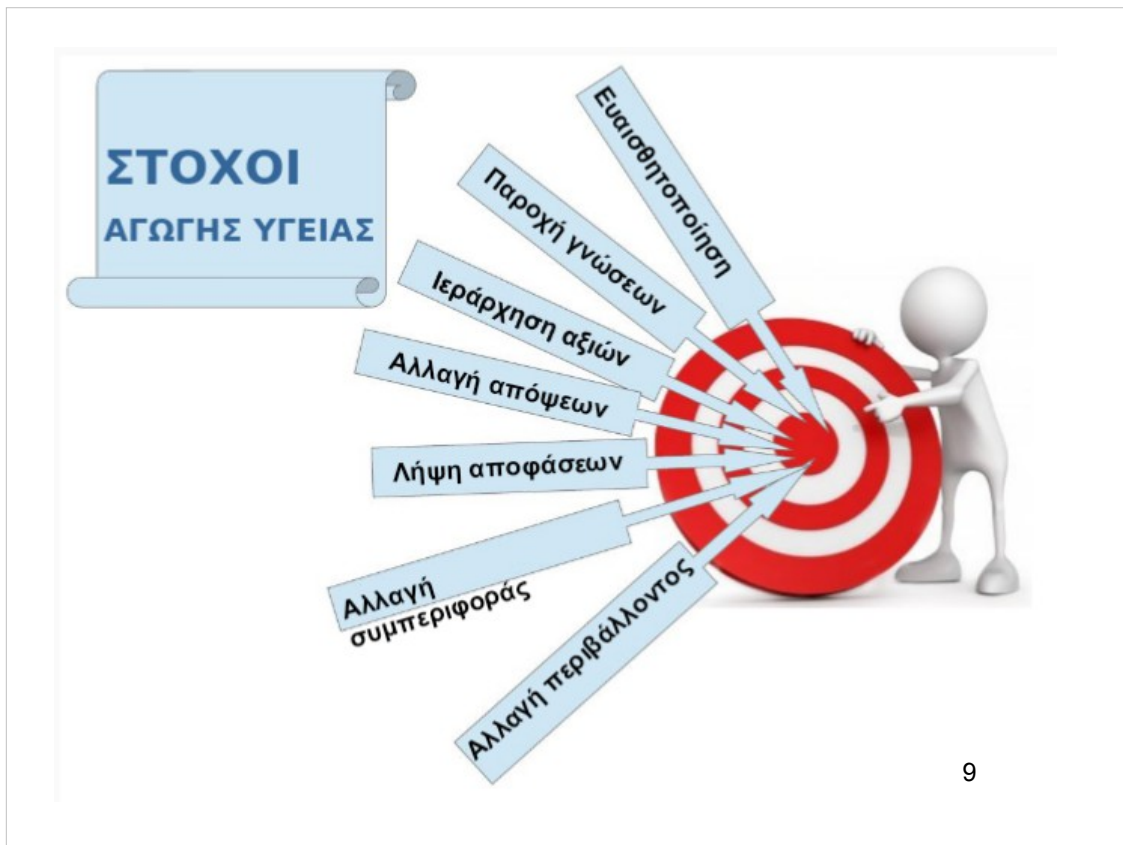 ΣΤΟΧΟΙ
ΑΓΩΓΗΣ ΥΓΕΙΑΣ
Ευαισθητοποίηση
Παροχή γνώσεων
Ιεράρχηση αξιών
Αλλαγή απόψεων
Λήψη αποφάσεων
Αλλαγή
συμπεριφοράς
Αλλαγή περιβάλλοντος
9